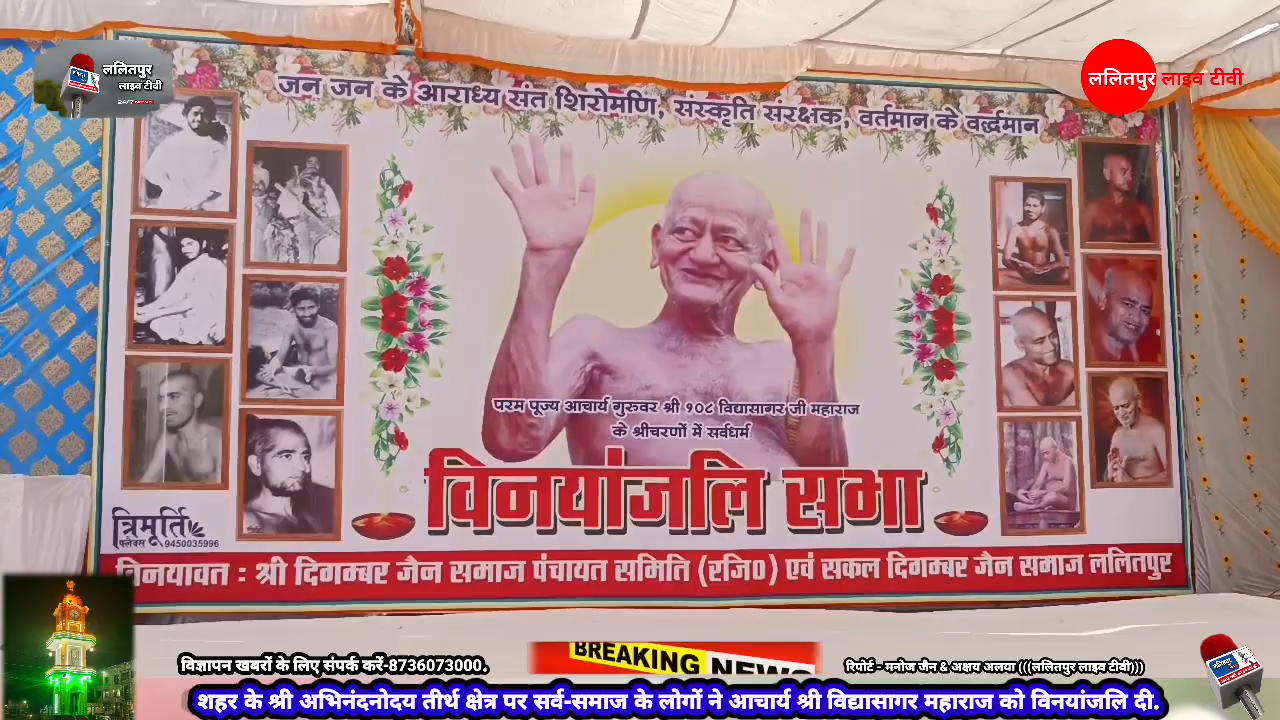 ललितपुर
लाइव टीवी
24/7
ललितपुर लाइव टीवी
जन जन के आराध्य संत शिरोमणि, संस्कृति संरक्षक, वर्तमान के वर्द्धमान
परम पूज्य आचार्य गुरुवर श्री १०८ विद्यासागर जी महाराज
के श्रीचरणों में सर्वधर्म
विनयांजलि सभा
त्रिमूर्ति
फ्लेक्स 9450035996
विनयावत : श्री दिगम्बर जैन समाज पंचायत समिति (रजि०) एवं सकल दिगम्बर जैन समाज ललितपुर
विज्ञापन खबरों के लिए संपर्क करें-8736073000.
BREAKING NEWS
रिपोर्ट - मनोज जैन & अक्षय अलया (((ललितपुर लाइव टीवी)))
शहर के श्री अभिनंदनोदय तीर्थ क्षेत्र पर सर्व-समाज के लोगों ने आचार्य श्री विद्यासागर महाराज को विनयांजलि दी.